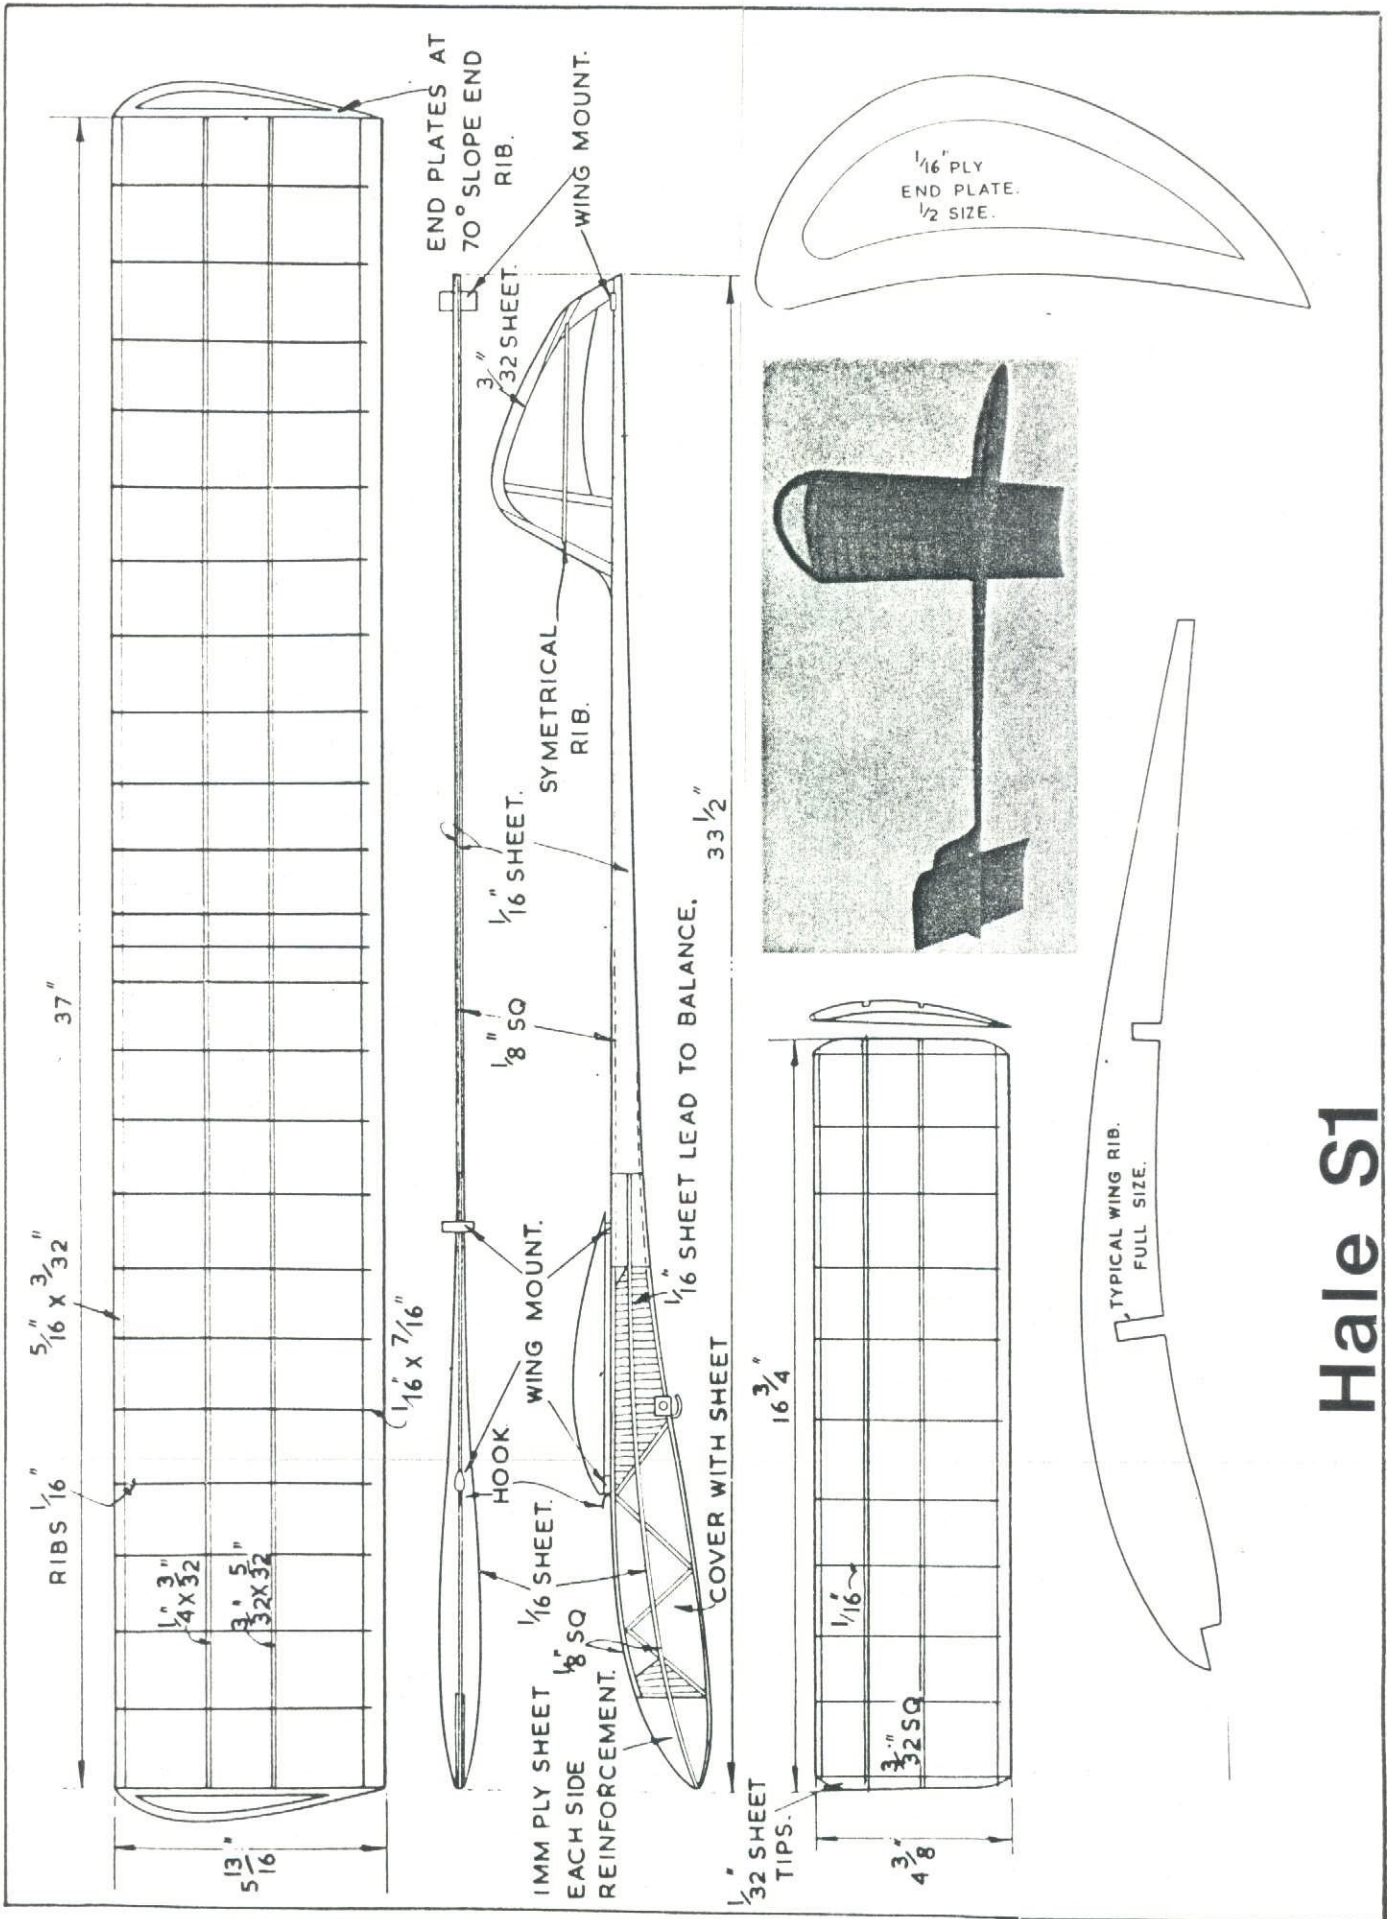 37"
RIBS 1/16"
5/16" X 3/32"
1/4" X 3/32"
3/32" X 5/32"
1/16" X 7/16"
5 13/16"
END PLATES AT
70° SLOPE END
RIB.
WING MOUNT.
3/32" SHEET.
SYMETRICAL
RIB.
1/16" SHEET.
1/8" SQ
WING MOUNT.
HOOK
1/16" SHEET.
1/8" SQ
1MM PLY SHEET
EACH SIDE
REINFORCEMENT.
1/16" SHEET LEAD TO BALANCE.
COVER WITH SHEET
33 1/2"
1/32" SHEET
TIPS.
16 3/4"
1/16"
3/32" SQ
4 3/8"
1/16" PLY
END PLATE.
1/2 SIZE.
TYPICAL WING RIB.
FULL SIZE.
Hale S1